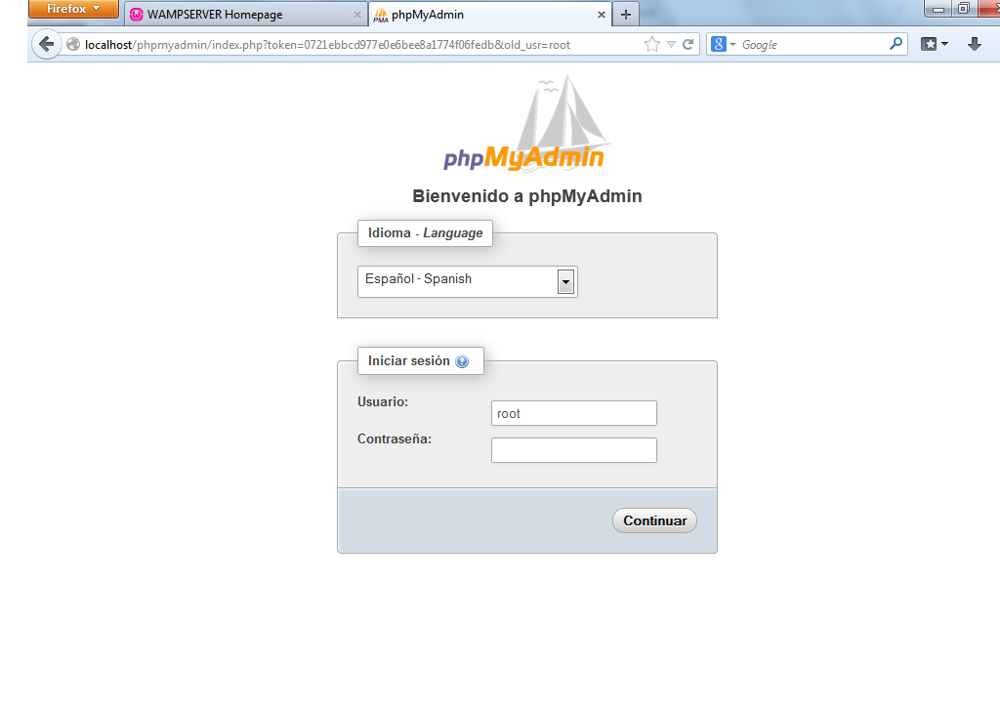 Firefox
WAMPSERVER Homepage
phpMyAdmin
localhost/phpmyadmin/index.php?token=0721ebbcd977e0e6bee8a1774f06fedb&old_usr=root
Google
phpMyAdmin
Bienvenido a phpMyAdmin
Idioma - Language
Español - Spanish
Iniciar sesión
Usuario:
root
Contraseña:
Continuar